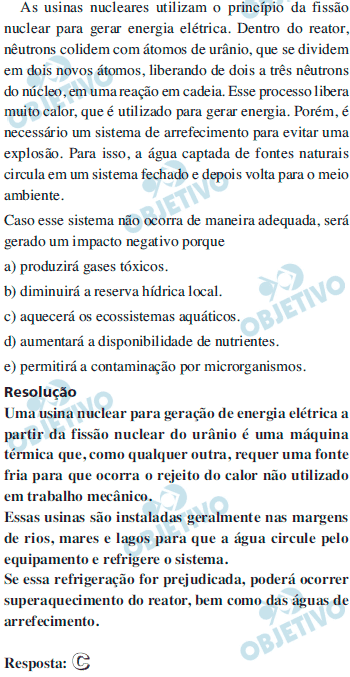 As usinas nucleares utilizam o princípio da fissão
nuclear para gerar energia elétrica. Dentro do reator,
nêutrons colidem com átomos de urânio, que se dividem
em dois novos átomos, liberando de dois a três nêutrons
do núcleo, em uma reação em cadeia. Esse processo libera
muito calor, que é utilizado para gerar energia. Porém, é
necessário um sistema de arrefecimento para evitar uma
explosão. Para isso, a água captada de fontes naturais
circula em um sistema fechado e depois volta para o meio
ambiente.
Caso esse sistema não ocorra de maneira adequada, será
gerado um impacto negativo porque
a) produzirá gases tóxicos.
b) diminuirá a reserva hídrica local.
c) aquecerá os ecossistemas aquáticos.
d) aumentará a disponibilidade de nutrientes.
e) permitirá a contaminação por microrganismos.
Resolução
Uma usina nuclear para geração de energia elétrica a
partir da fissão nuclear do urânio é uma máquina
térmica que, como qualquer outra, requer uma fonte
fria para que ocorra o rejeito do calor não utilizado
em trabalho mecânico.
Essas usinas são instaladas geralmente nas margens
de rios, mares e lagos para que a água circule pelo
equipamento e refrigere o sistema.
Se essa refrigeração for prejudicada, poderá ocorrer
superaquecimento do reator, bem como das águas de
arrefecimento.
Resposta: C
OBJETIVO
OBJETIVO
OBJETIVO
OBJETIVO
OBJETIVO
OBJETIVO
OBJETIVO